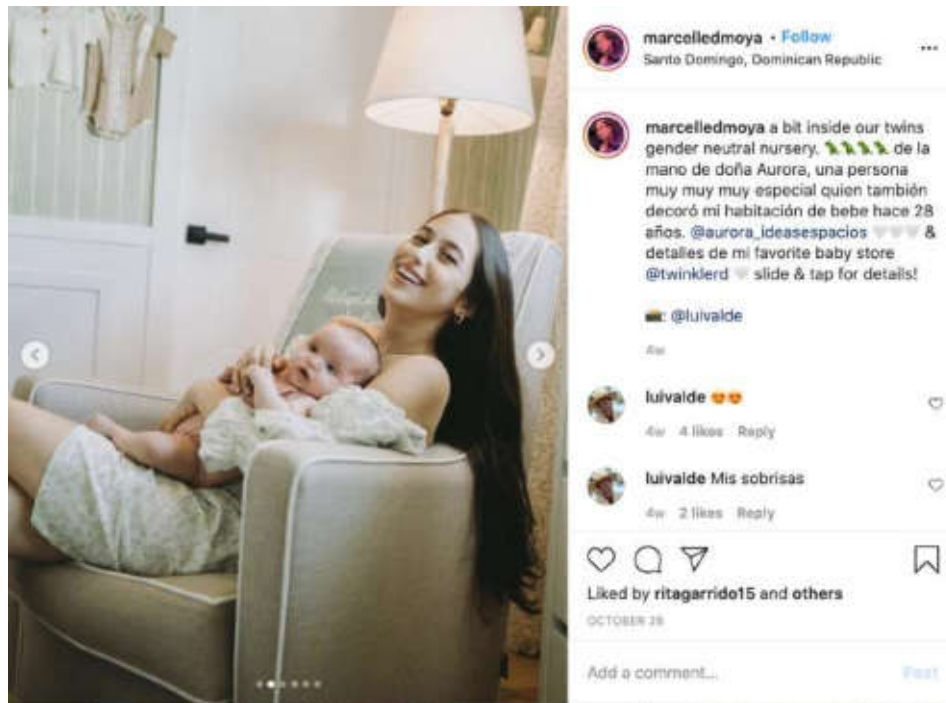 marcelledmoya • Follow
Santo Domingo, Dominican Republic
marcelledmoya a bit inside our twins
gender neutral nursery. 🦎🦎🦎🦎 de la
mano de doña Aurora, una persona
muy muy muy especial quien también
decoró mi habitación de bebe hace 28
años. @aurora_ideasespacios 🤍🤍🤍 &
detalles de mi favorite baby store
@twinklerd 🤍 slide & tap for details!
📸: @luivalde
4w
luivalde 😍😍
4w 4 likes Reply
luivalde Mis sobrisas
4w 2 likes Reply
Liked by ritagarrido15 and others
OCTOBER 28
Add a comment...
Post